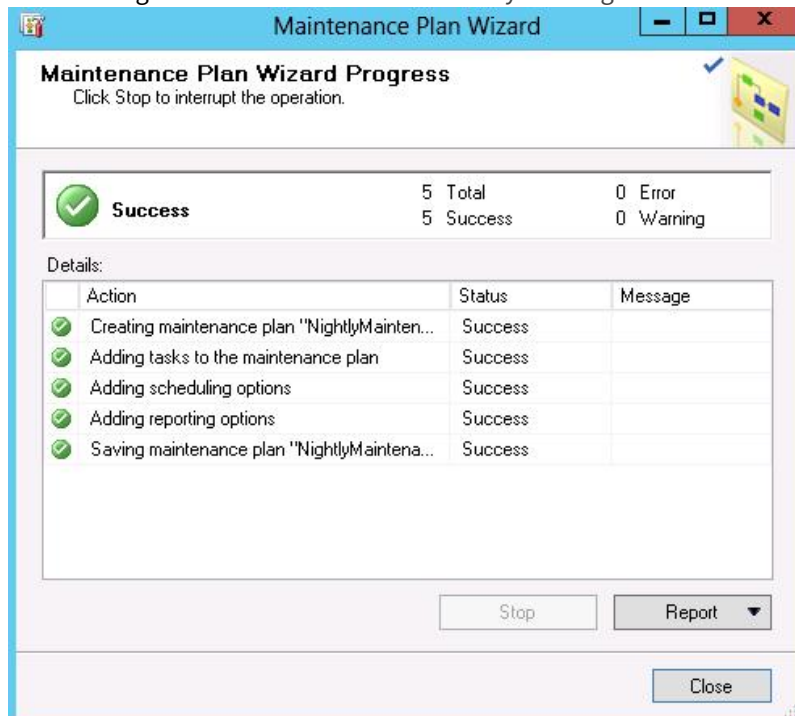 Maintenance Plan Wizard
Maintenance Plan Wizard Progress
Click Stop to interrupt the operation.
Success
5 Total
0 Error
5 Success
0 Warning
Details:
Action Status Message
Creating maintenance plan "NightlyMainten... Success
Adding tasks to the maintenance plan Success
Adding scheduling options Success
Adding reporting options Success
Saving maintenance plan "NightlyMaintena... Success
Stop Report
Close